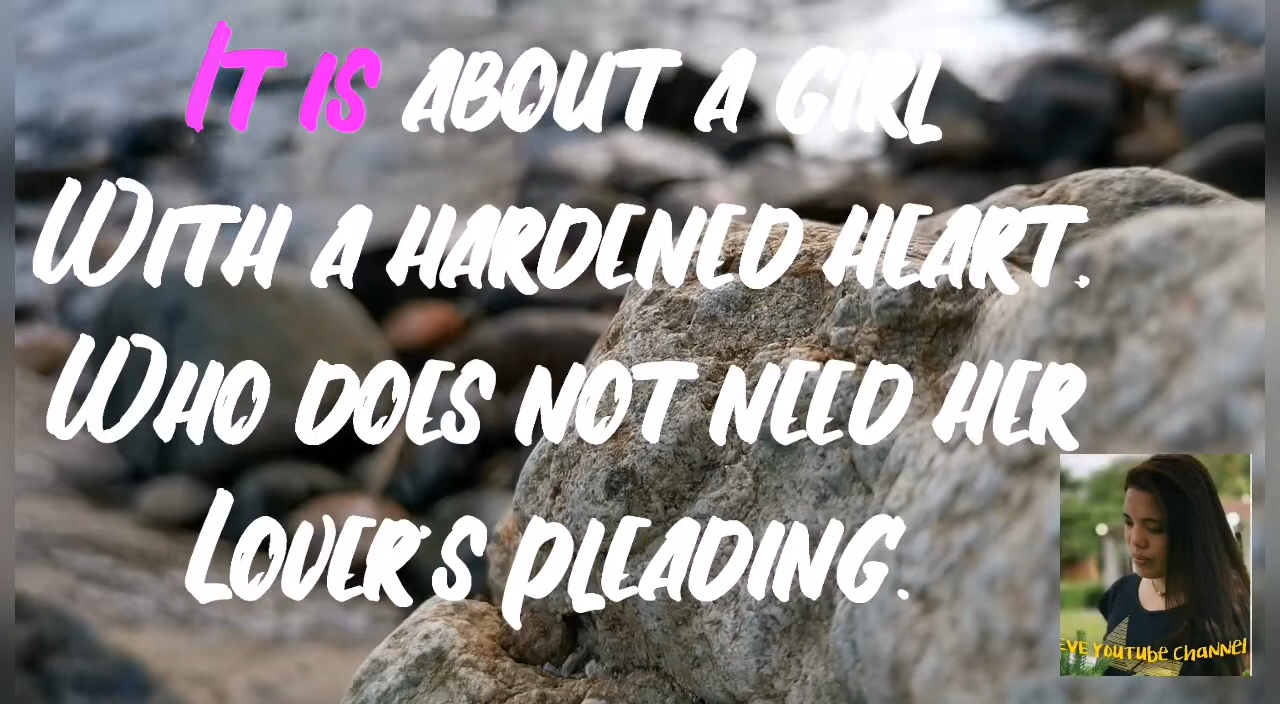 It is about a girl
With a hardened heart.
Who does not need her
Lover's pleading.
EVE YouTube Channel